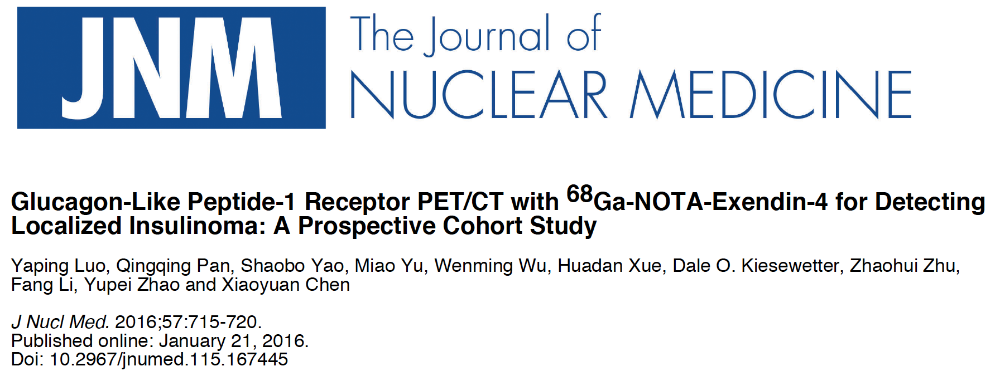 JNM
The Journal of
NUCLEAR MEDICINE
Glucagon-Like Peptide-1 Receptor PET/CT with 68Ga-NOTA-Exendin-4 for Detecting
Localized Insulinoma: A Prospective Cohort Study
Yaping Luo, Qingqing Pan, Shaobo Yao, Miao Yu, Wenming Wu, Huadan Xue, Dale O. Kiesewetter, Zhaohui Zhu,
Fang Li, Yupei Zhao and Xiaoyuan Chen
J Nucl Med. 2016;57:715-720.
Published online: January 21, 2016.
Doi: 10.2967/jnumed.115.167445